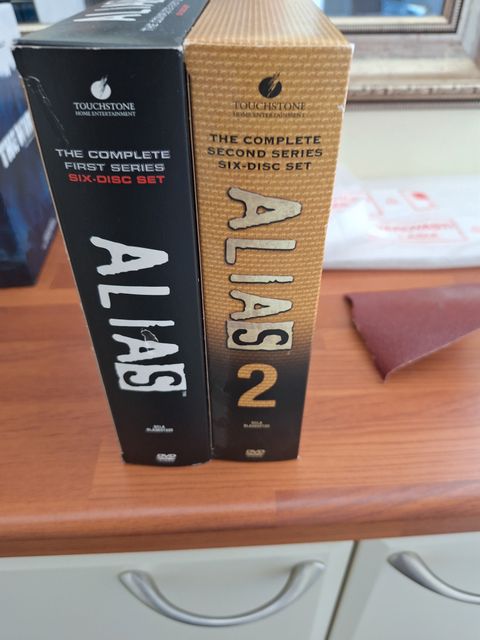 TOUCHSTONE
HOME ENTERTAINMENT
THE COMPLETE
FIRST SERIES
SIX-DISC SET
ALIAS
DVD
TOUCHSTONE
HOME ENTERTAINMENT
THE COMPLETE
SECOND SERIES
SIX-DISC SET
ALIAS
2
DVD